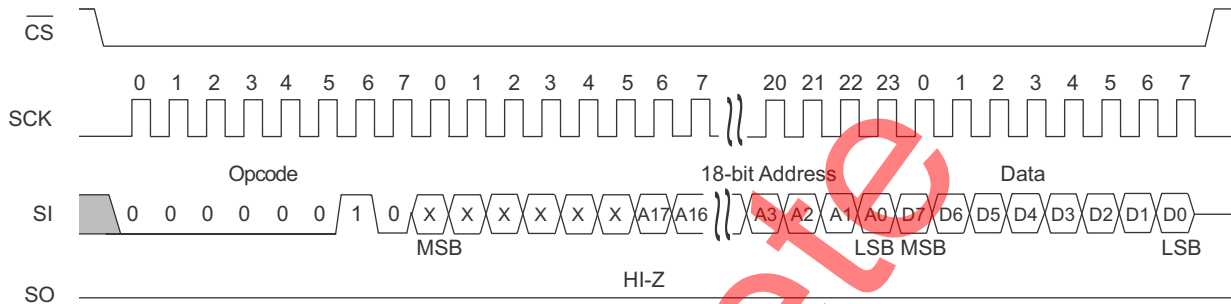 CS
0 1 2 3 4 5 6 7 0 1 2 3 4 5 6 7 20 21 22 23 0 1 2 3 4 5 6 7
SCK
Opcode 18-bit Address Data
SI 0 0 0 0 0 0 1 0 X X X X X X A17 A16 A3 A2 A1 A0 D7 D6 D5 D4 D3 D2 D1 D0
MSB LSB MSB LSB
HI-Z
SO
ate